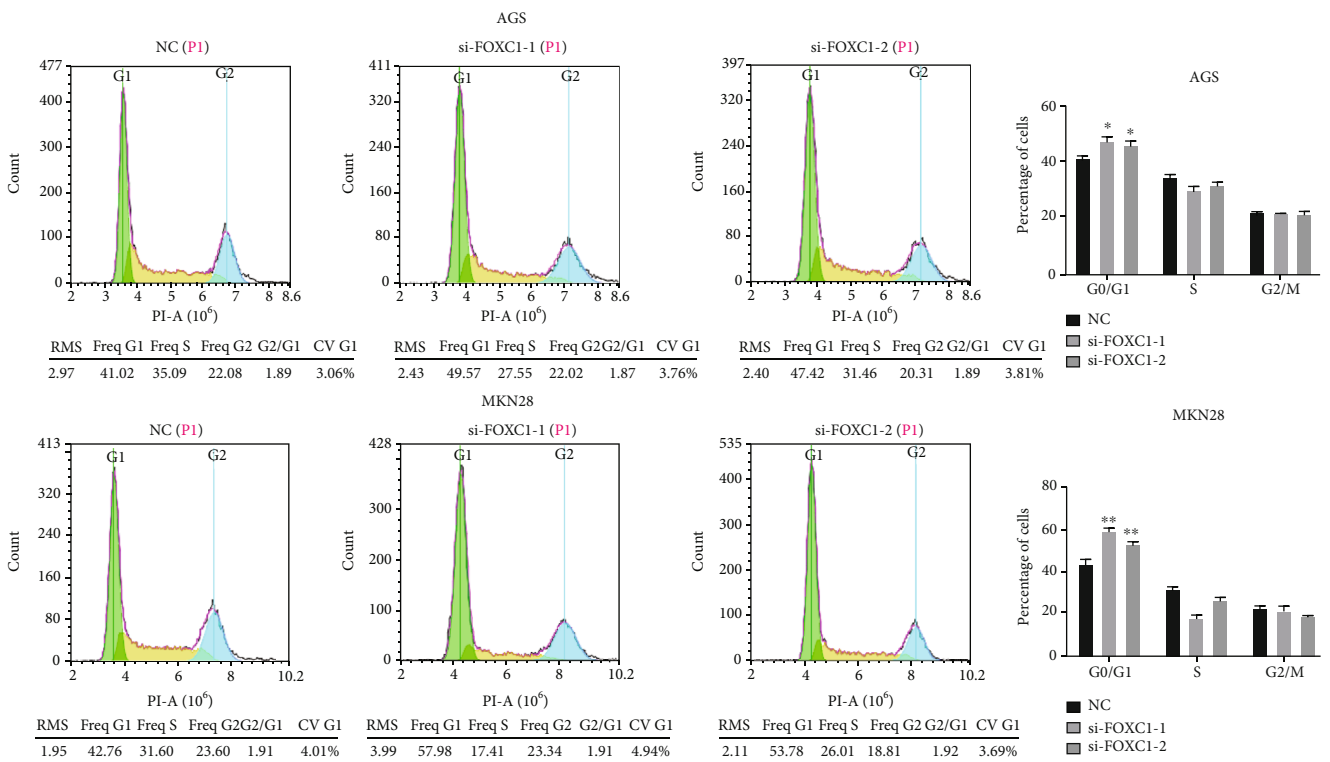 AGS
NC (P1)
477
400
300
200
100
0
Count
G1
G2
2 3 4 5 6 7 8 8.6
PI-A (10⁶)
RMS Freq G1 Freq S Freq G2 G2/G1 CV G1
2.97 41.02 35.09 22.08 1.89 3.06%
si-FOXC1-1 (P1)
411
320
240
160
80
0
Count
G1
G2
2 3 4 5 6 7 8 8.6
PI-A (10⁶)
RMS Freq G1 Freq S Freq G2 G2/G1 CV G1
2.43 49.57 27.55 22.02 1.87 3.76%
si-FOXC1-2 (P1)
397
320
240
160
80
0
Count
G1
G2
2 3 4 5 6 7 8 8.6
PI-A (10⁶)
RMS Freq G1 Freq S Freq G2 G2/G1 CV G1
2.40 47.42 31.46 20.31 1.89 3.81%
AGS
60
40
20
0
Percentage of cells
* *
G0/G1 S G2/M
NC
si-FOXC1-1
si-FOXC1-2
MKN28
NC (P1)
413
320
240
160
80
0
Count
G1
G2
2 4 6 8 10.2
PI-A (10⁶)
RMS Freq G1 Freq S Freq G2 G2/G1 CV G1
1.95 42.76 31.60 23.60 1.91 4.01%
si-FOXC1-1 (P1)
428
300
200
100
0
Count
G1
G2
2 4 6 8 10.2
PI-A (10⁶)
RMS Freq G1 Freq S Freq G2 G2/G1 CV G1
3.99 57.98 17.41 23.34 1.91 4.94%
si-FOXC1-2 (P1)
535
400
300
200
100
0
Count
G1
G2
2 4 6 8 10.2
PI-A (10⁶)
RMS Freq G1 Freq S Freq G2 G2/G1 CV G1
2.11 53.78 26.01 18.81 1.92 3.69%
MKN28
80
60
40
20
0
Percentage of cells
** **
G0/G1 S G2/M
NC
si-FOXC1-1
si-FOXC1-2